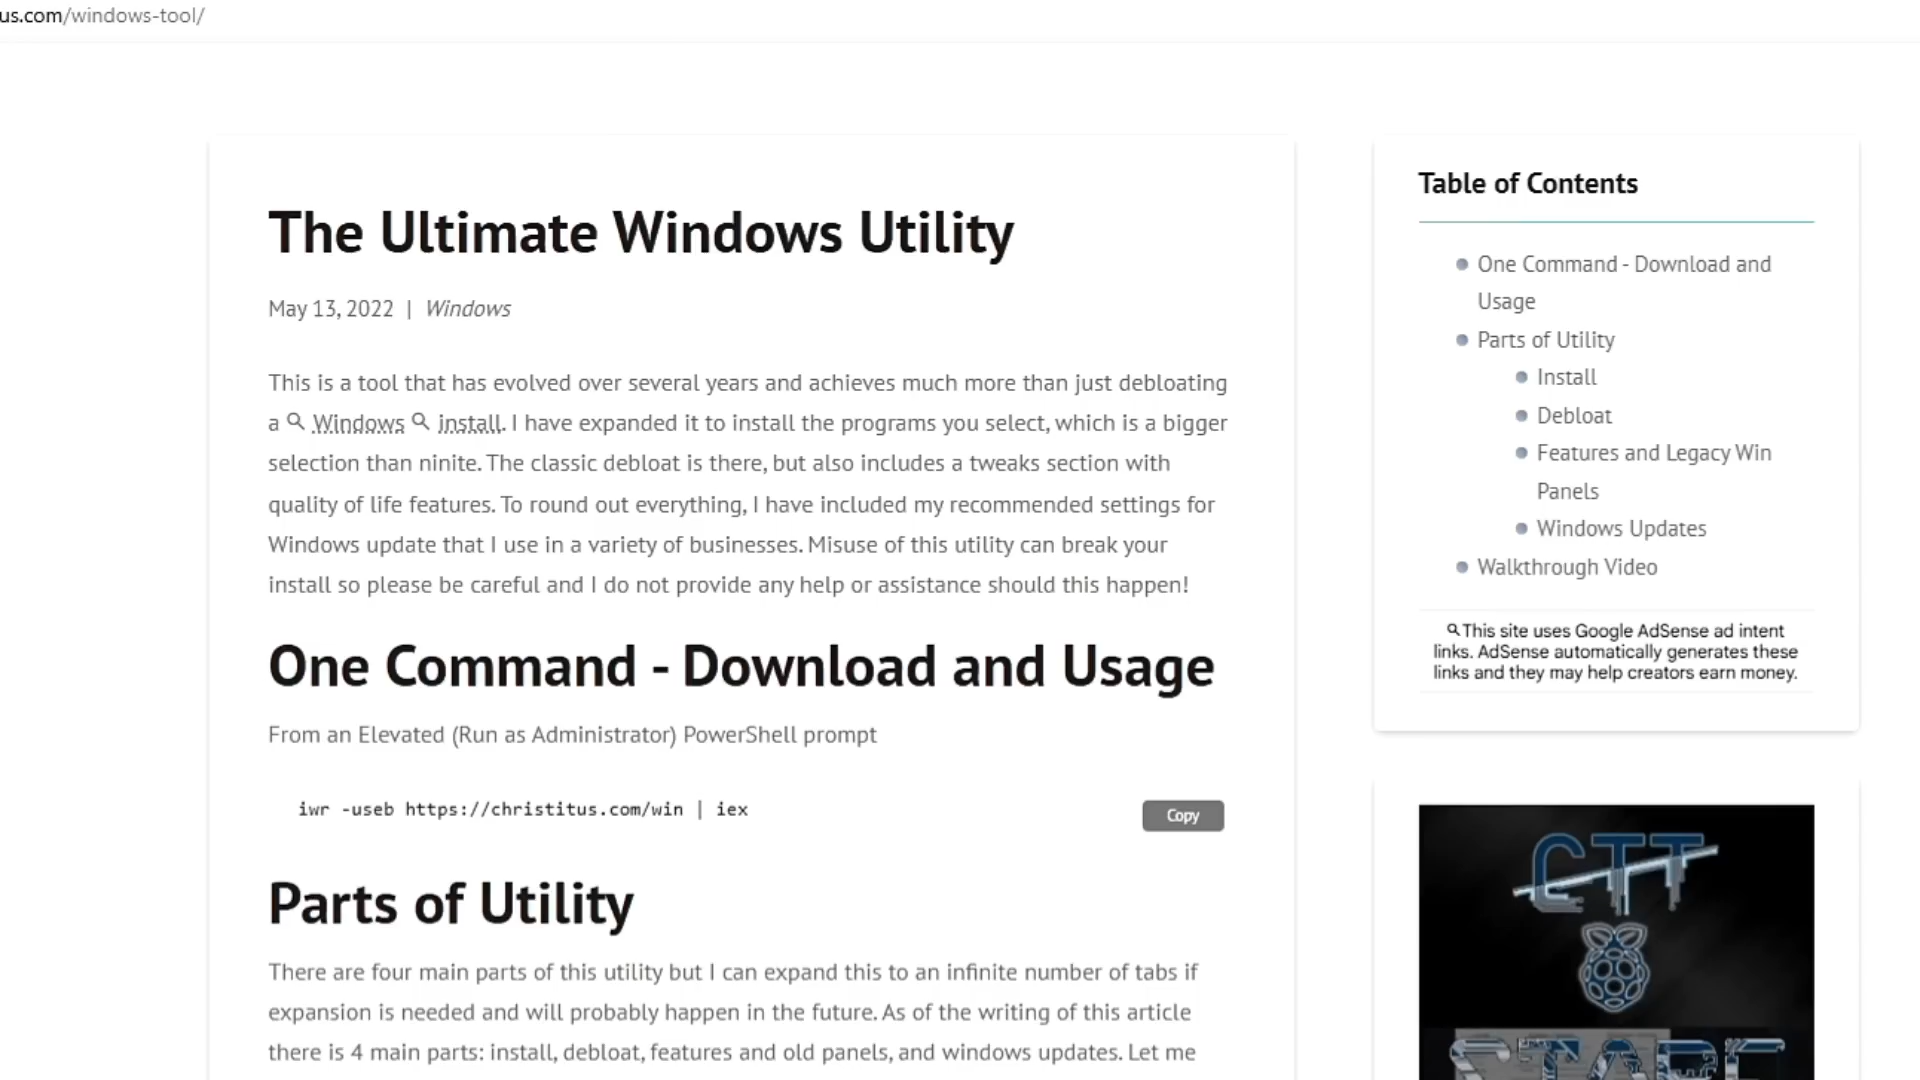 us.com/windows-tool/
The Ultimate Windows Utility
May 13, 2022 | Windows
This is a tool that has evolved over several years and achieves much more than just debloating
a Windows install. I have expanded it to install the programs you select, which is a bigger
selection than ninite. The classic debloat is there, but also includes a tweaks section with
quality of life features. To round out everything, I have included my recommended settings for
Windows update that I use in a variety of businesses. Misuse of this utility can break your
install so please be careful and I do not provide any help or assistance should this happen!
One Command - Download and Usage
From an Elevated (Run as Administrator) PowerShell prompt
iwr -useb https://christitus.com/win | iex
Copy
Parts of Utility
There are four main parts of this utility but I can expand this to an infinite number of tabs if
expansion is needed and will probably happen in the future. As of the writing of this article
there is 4 main parts: install, debloat, features and old panels, and windows updates. Let me
Table of Contents
One Command - Download and
Usage
Parts of Utility
Install
Debloat
Features and Legacy Win
Panels
Windows Updates
Walkthrough Video
This site uses Google AdSense ad intent
links. AdSense automatically generates these
links and they may help creators earn money.
CTT